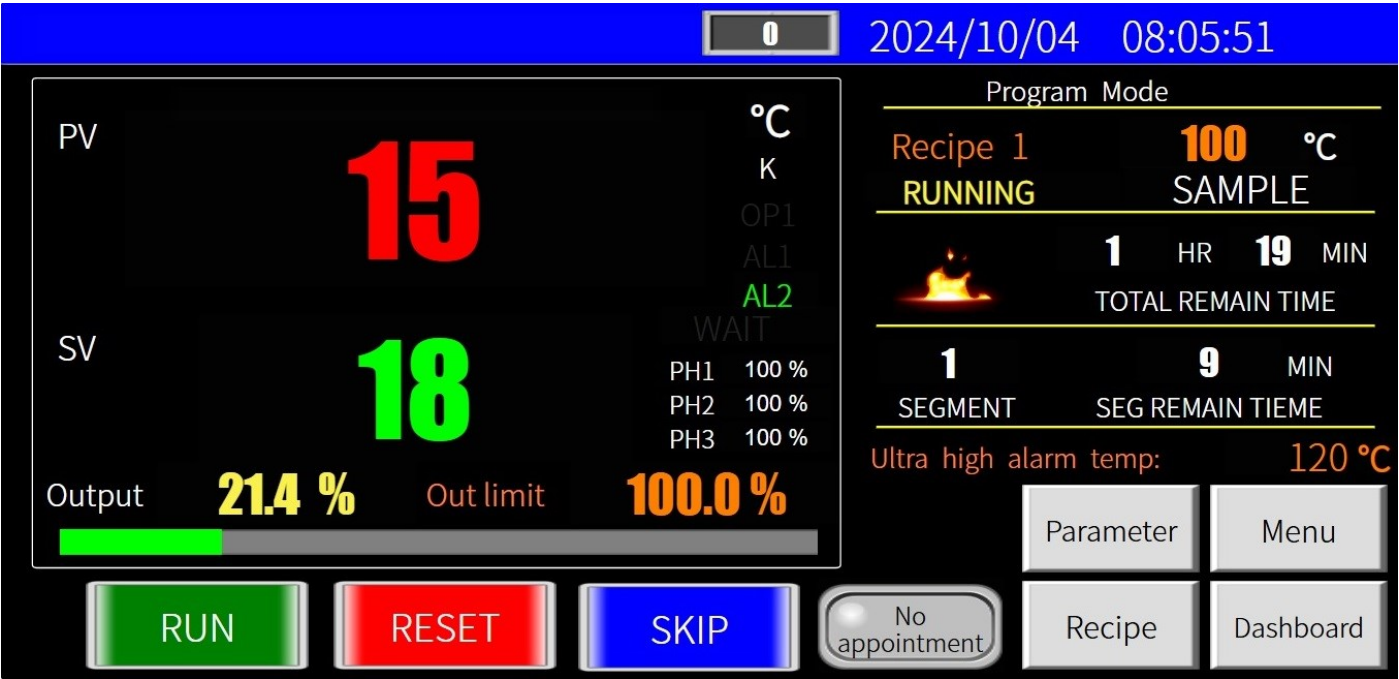 0 2024/10/04 08:05:51
PV
15
°C
K
OP1
AL1
AL2
WAIT
SV
18
PH1 100 %
PH2 100 %
PH3 100 %
Output 21.4 % Out limit 100.0 %
Program Mode
Recipe 1 100 °C
RUNNING SAMPLE
1 HR 19 MIN
TOTAL REMAIN TIME
1 9 MIN
SEGMENT SEG REMAIN TIEME
Ultra high alarm temp: 120 °C
Parameter Menu
RUN RESET SKIP
No
appointment
Recipe Dashboard